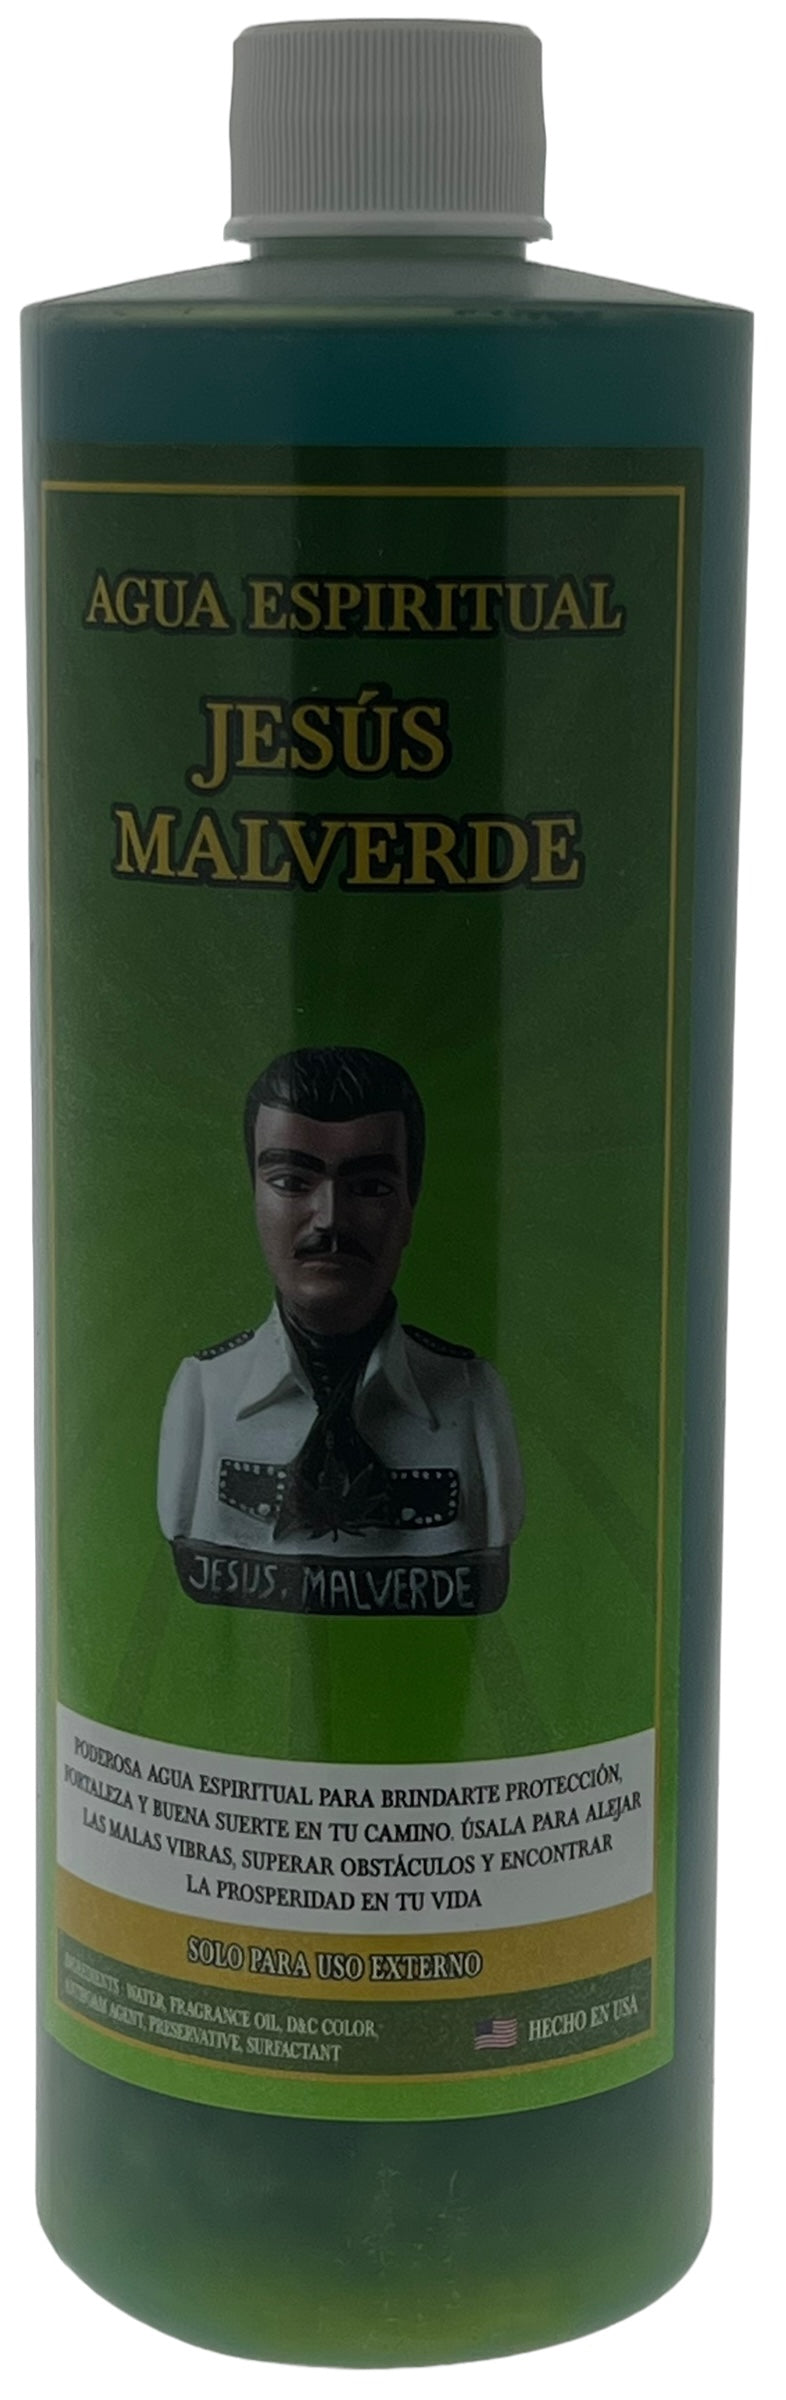 AGUA ESPIRITUAL
JESÚS
MALVERDE
JESUS. MALVERDE
PODEROSA AGUA ESPIRITUAL PARA BRINDARTE PROTECCIÓN,
FORTALEZA Y BUENA SUERTE EN TU CAMINO. ÚSALA PARA ALEJAR
LAS MALAS VIBRAS, SUPERAR OBSTÁCULOS Y ENCONTRAR
LA PROSPERIDAD EN TU VIDA
SOLO PARA USO EXTERNO
INGREDIENTS : WATER, FRAGRANCE OIL, D&C COLOR,
ANTIFOAM AGENT, PRESERVATIVE, SURFACTANT
HECHO EN USA